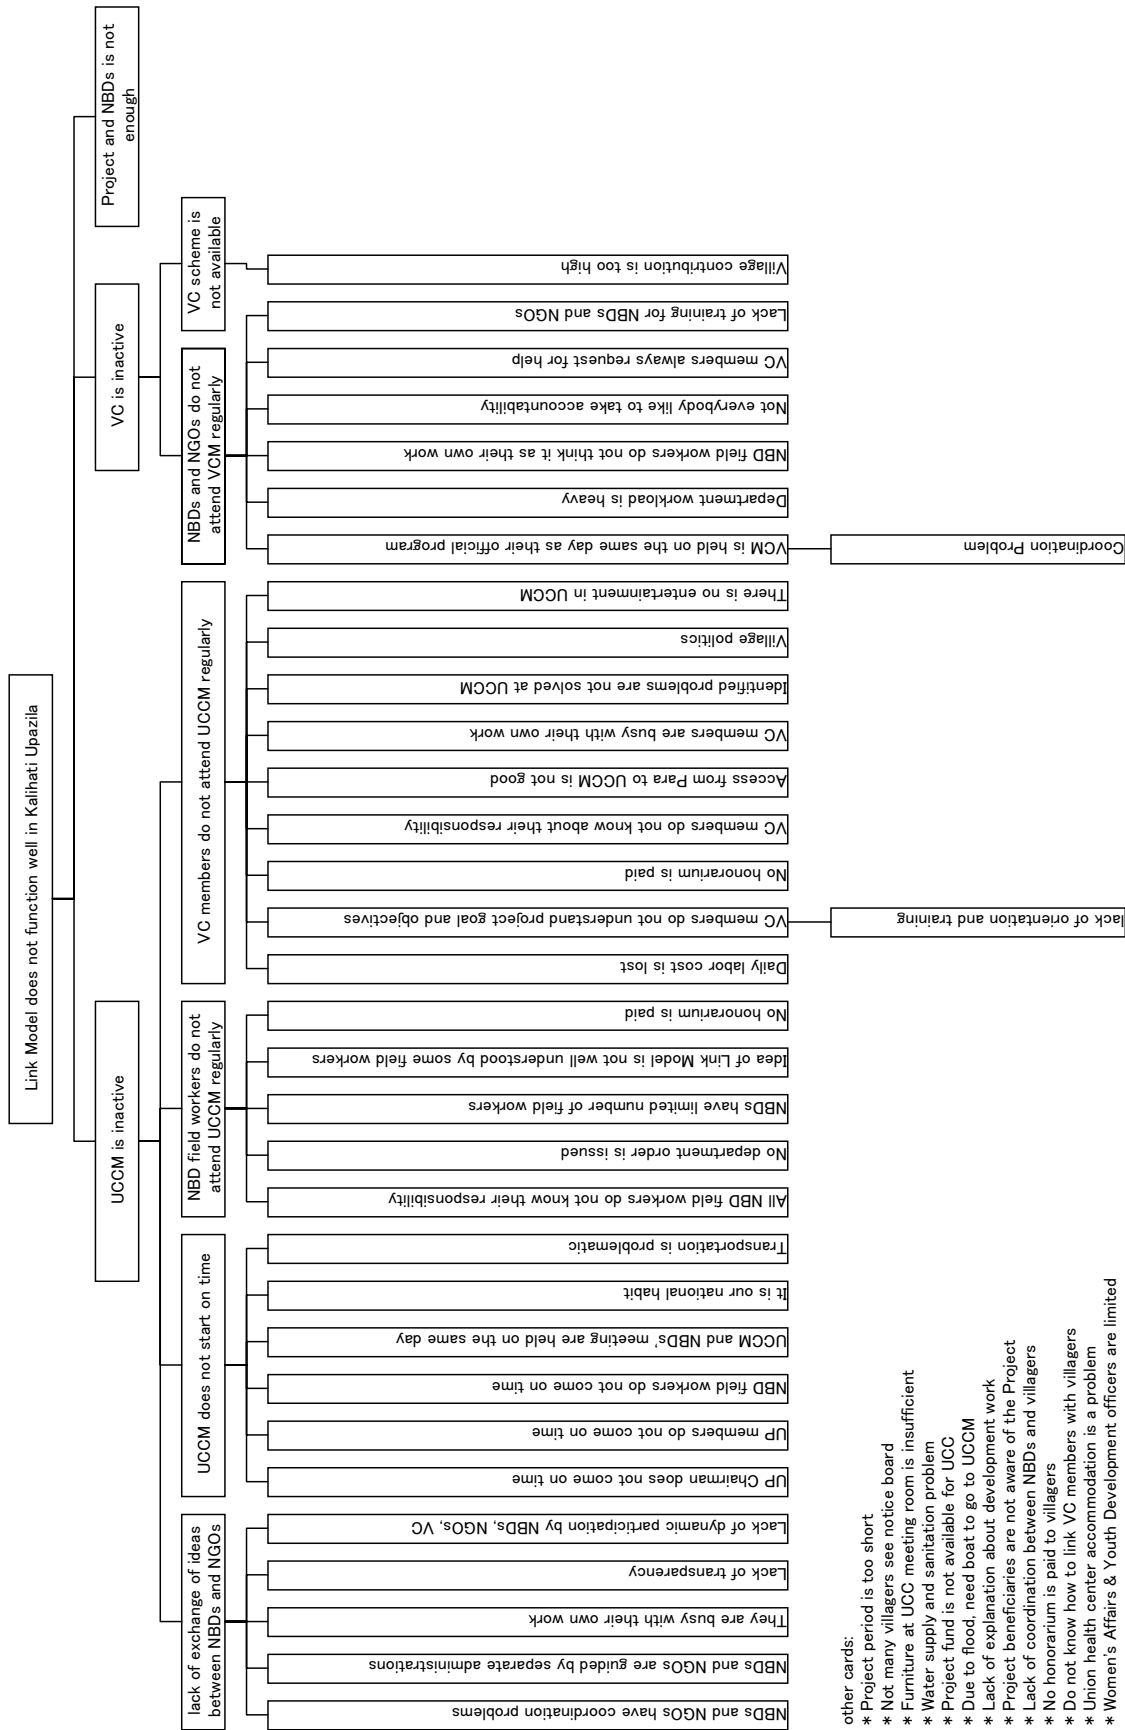 Link Model does not function well in Kalihati Upazila
UCCM is inactive
VC is inactive
Project and NBDs is not
enough
lack of exchange of ideas
between NBDs and NGOs
UCCM does not start on time
NBD field workers do not
attend UCCM regularly
VC members do not attend UCCM regularly
NBDs and NGOs do not
attend VCM regularly
VC scheme is
not available
NBDs and NGOs have coordination problems
NBDs and NGOs are guided by separate administrations
They are busy with their own work
Lack of transparency
Lack of dynamic participation by NBDs, NGOs, VC
UP Chairman does not come on time
UP members do not come on time
NBD field workers do not come on time
UCCM and NBDs' meeting are held on the same day
It is our national habit
Transportation is problematic
All NBD field workers do not know their responsibility
No department order is issued
NBDs have limited number of field workers
Idea of Link Model is not well understood by some field workers
No honorarium is paid
Daily labor cost is lost
VC members do not understand project goal and objectives
No honorarium is paid
VC members do not know about their responsibility
Access from Para to UCCM is not good
VC members are busy with their own work
Identified problems are not solved at UCCM
Village politics
There is no entertainment in UCCM
VCM is held on the same day as their official program
Department workload is heavy
NBD field workers do not think it as their own work
Not everybody like to take accountability
VC members always request for help
Lack of training for NBDs and NGOs
Village contribution is too high
lack of orientation and training
Coordination Problem
other cards:
* Project period is too short
* Not many villagers see notice board
* Furniture at UCC meeting room is insufficient
* Water supply and sanitation problem
* Project fund is not available for UCC
* Due to flood, need boat to go to UCCM
* Lack of explanation about development work
* Project beneficiaries are not aware of the Project
* Lack of coordination between NBDs and villagers
* No honorarium is paid to villagers
* Do not know how to link VC members with villagers
* Union health center accommodation is a problem
* Women's Affairs & Youth Development officers are limited